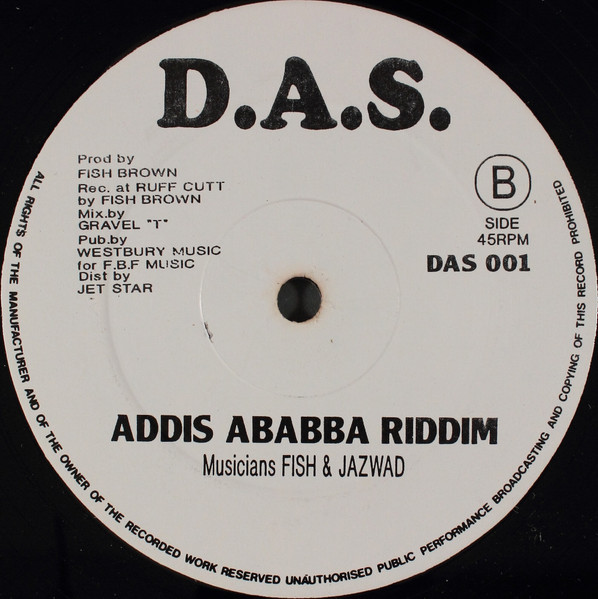 D.A.S.
Prod by
FISH BROWN
Rec. at RUFF CUTT
by FISH BROWN
Mix.by
GRAVEL "T"
Pub.by
WESTBURY MUSIC
for F.B.F MUSIC
Dist by
JET STAR
B
SIDE
45RPM
DAS 001
ADDIS ABABBA RIDDIM
Musicians FISH & JAZWAD
ALL RIGHTS OF THE MANUFACTURER AND OF THE OWNER OF THE RECORDED WORK RESERVED UNAUTHORISED PUBLIC PERFORMANCE BROADCASTING AND COPYING OF THIS RECORD PROHIBITED